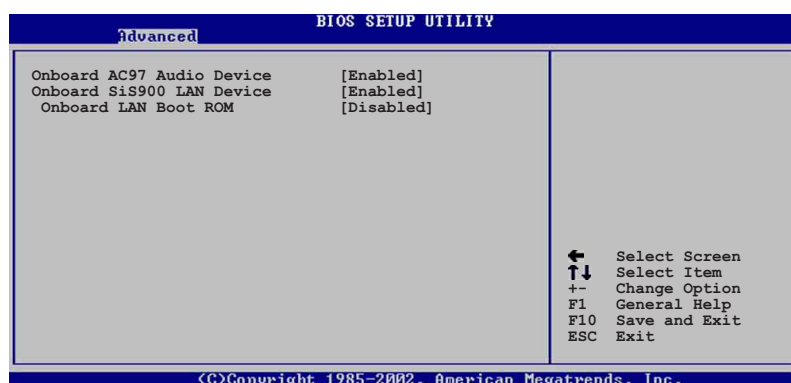 BIOS SETUP UTILITY
Advanced
Onboard AC97 Audio Device [Enabled]
Onboard SiS900 LAN Device [Enabled]
Onboard LAN Boot ROM [Disabled]
← Select Screen
↑↓ Select Item
+- Change Option
F1 General Help
F10 Save and Exit
ESC Exit
(C)Copyright 1985-2002, American Megatrends, Inc.